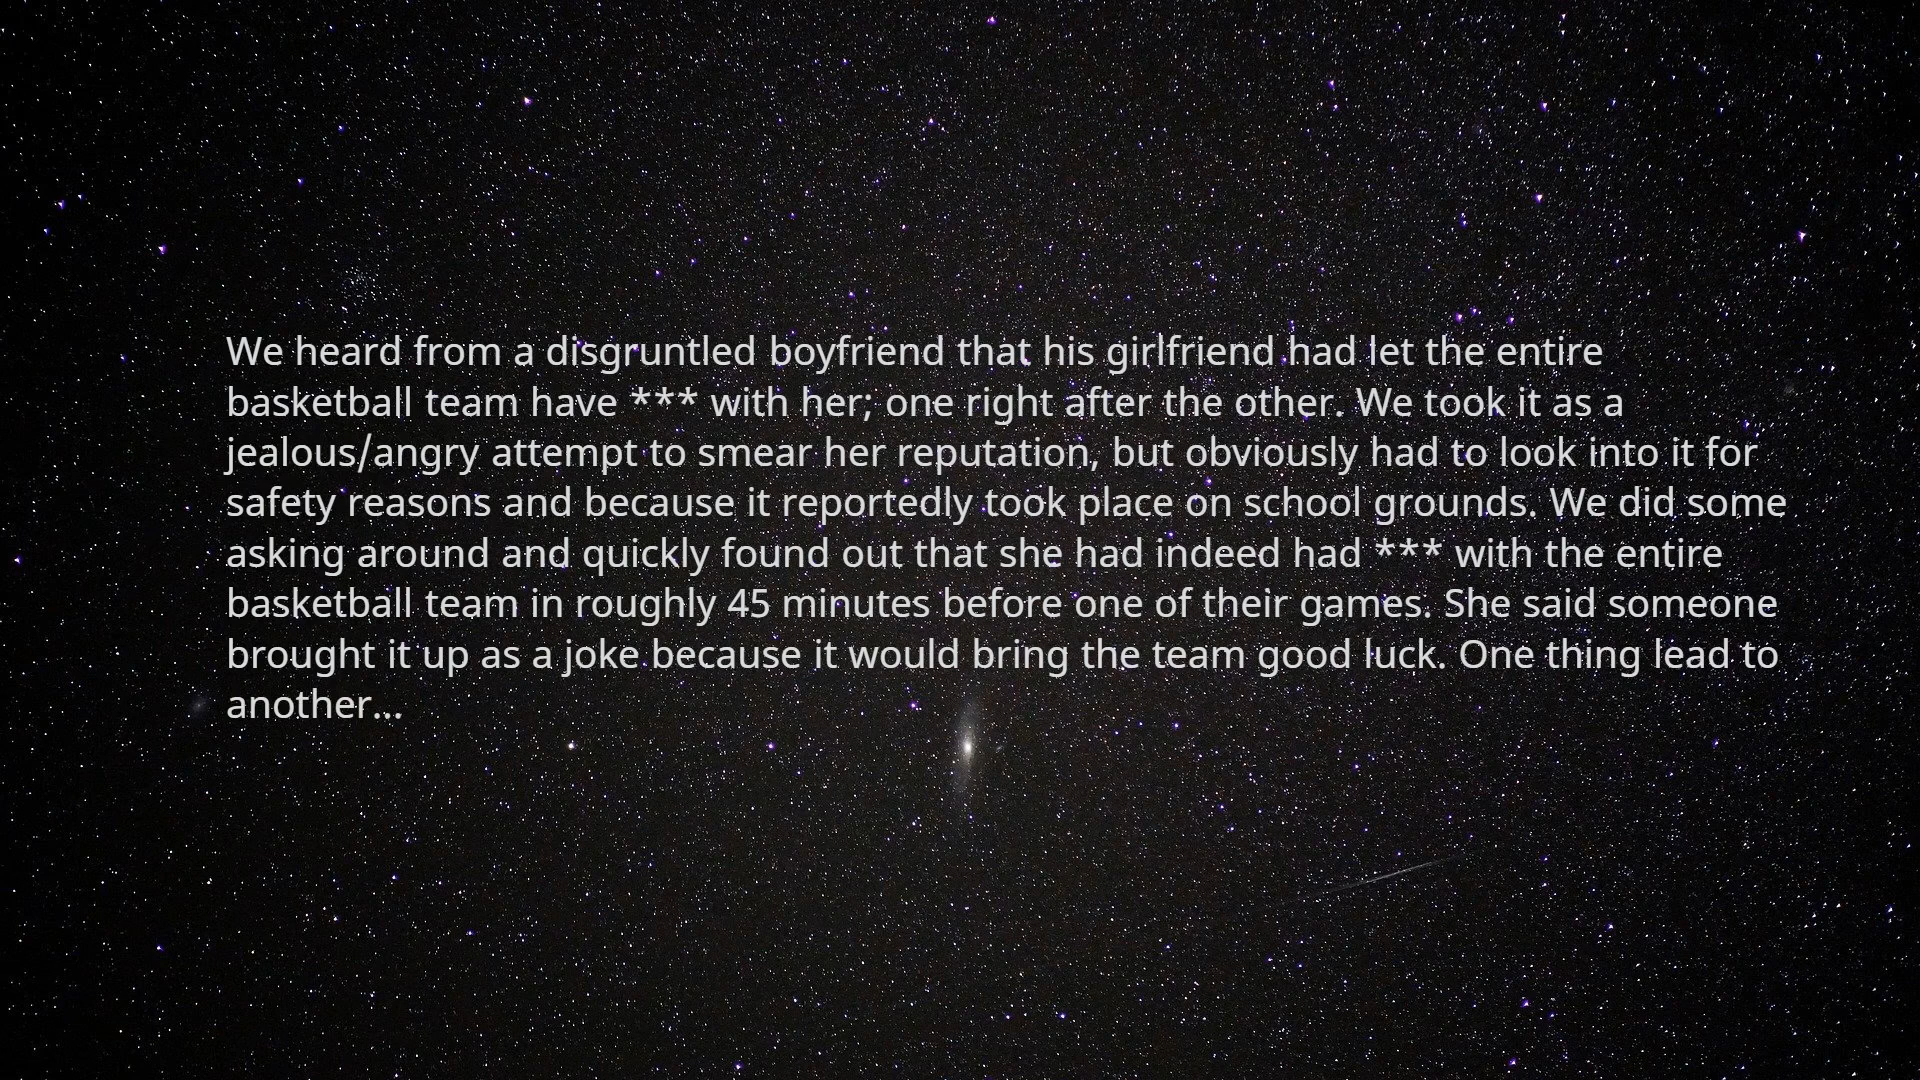 We heard from a disgruntled boyfriend that his girlfriend had let the entire
basketball team have *** with her; one right after the other. We took it as a
jealous/angry attempt to smear her reputation, but obviously had to look into it for
safety reasons and because it reportedly took place on school grounds. We did some
asking around and quickly found out that she had indeed had *** with the entire
basketball team in roughly 45 minutes before one of their games. She said someone
brought it up as a joke because it would bring the team good luck. One thing lead to
another...